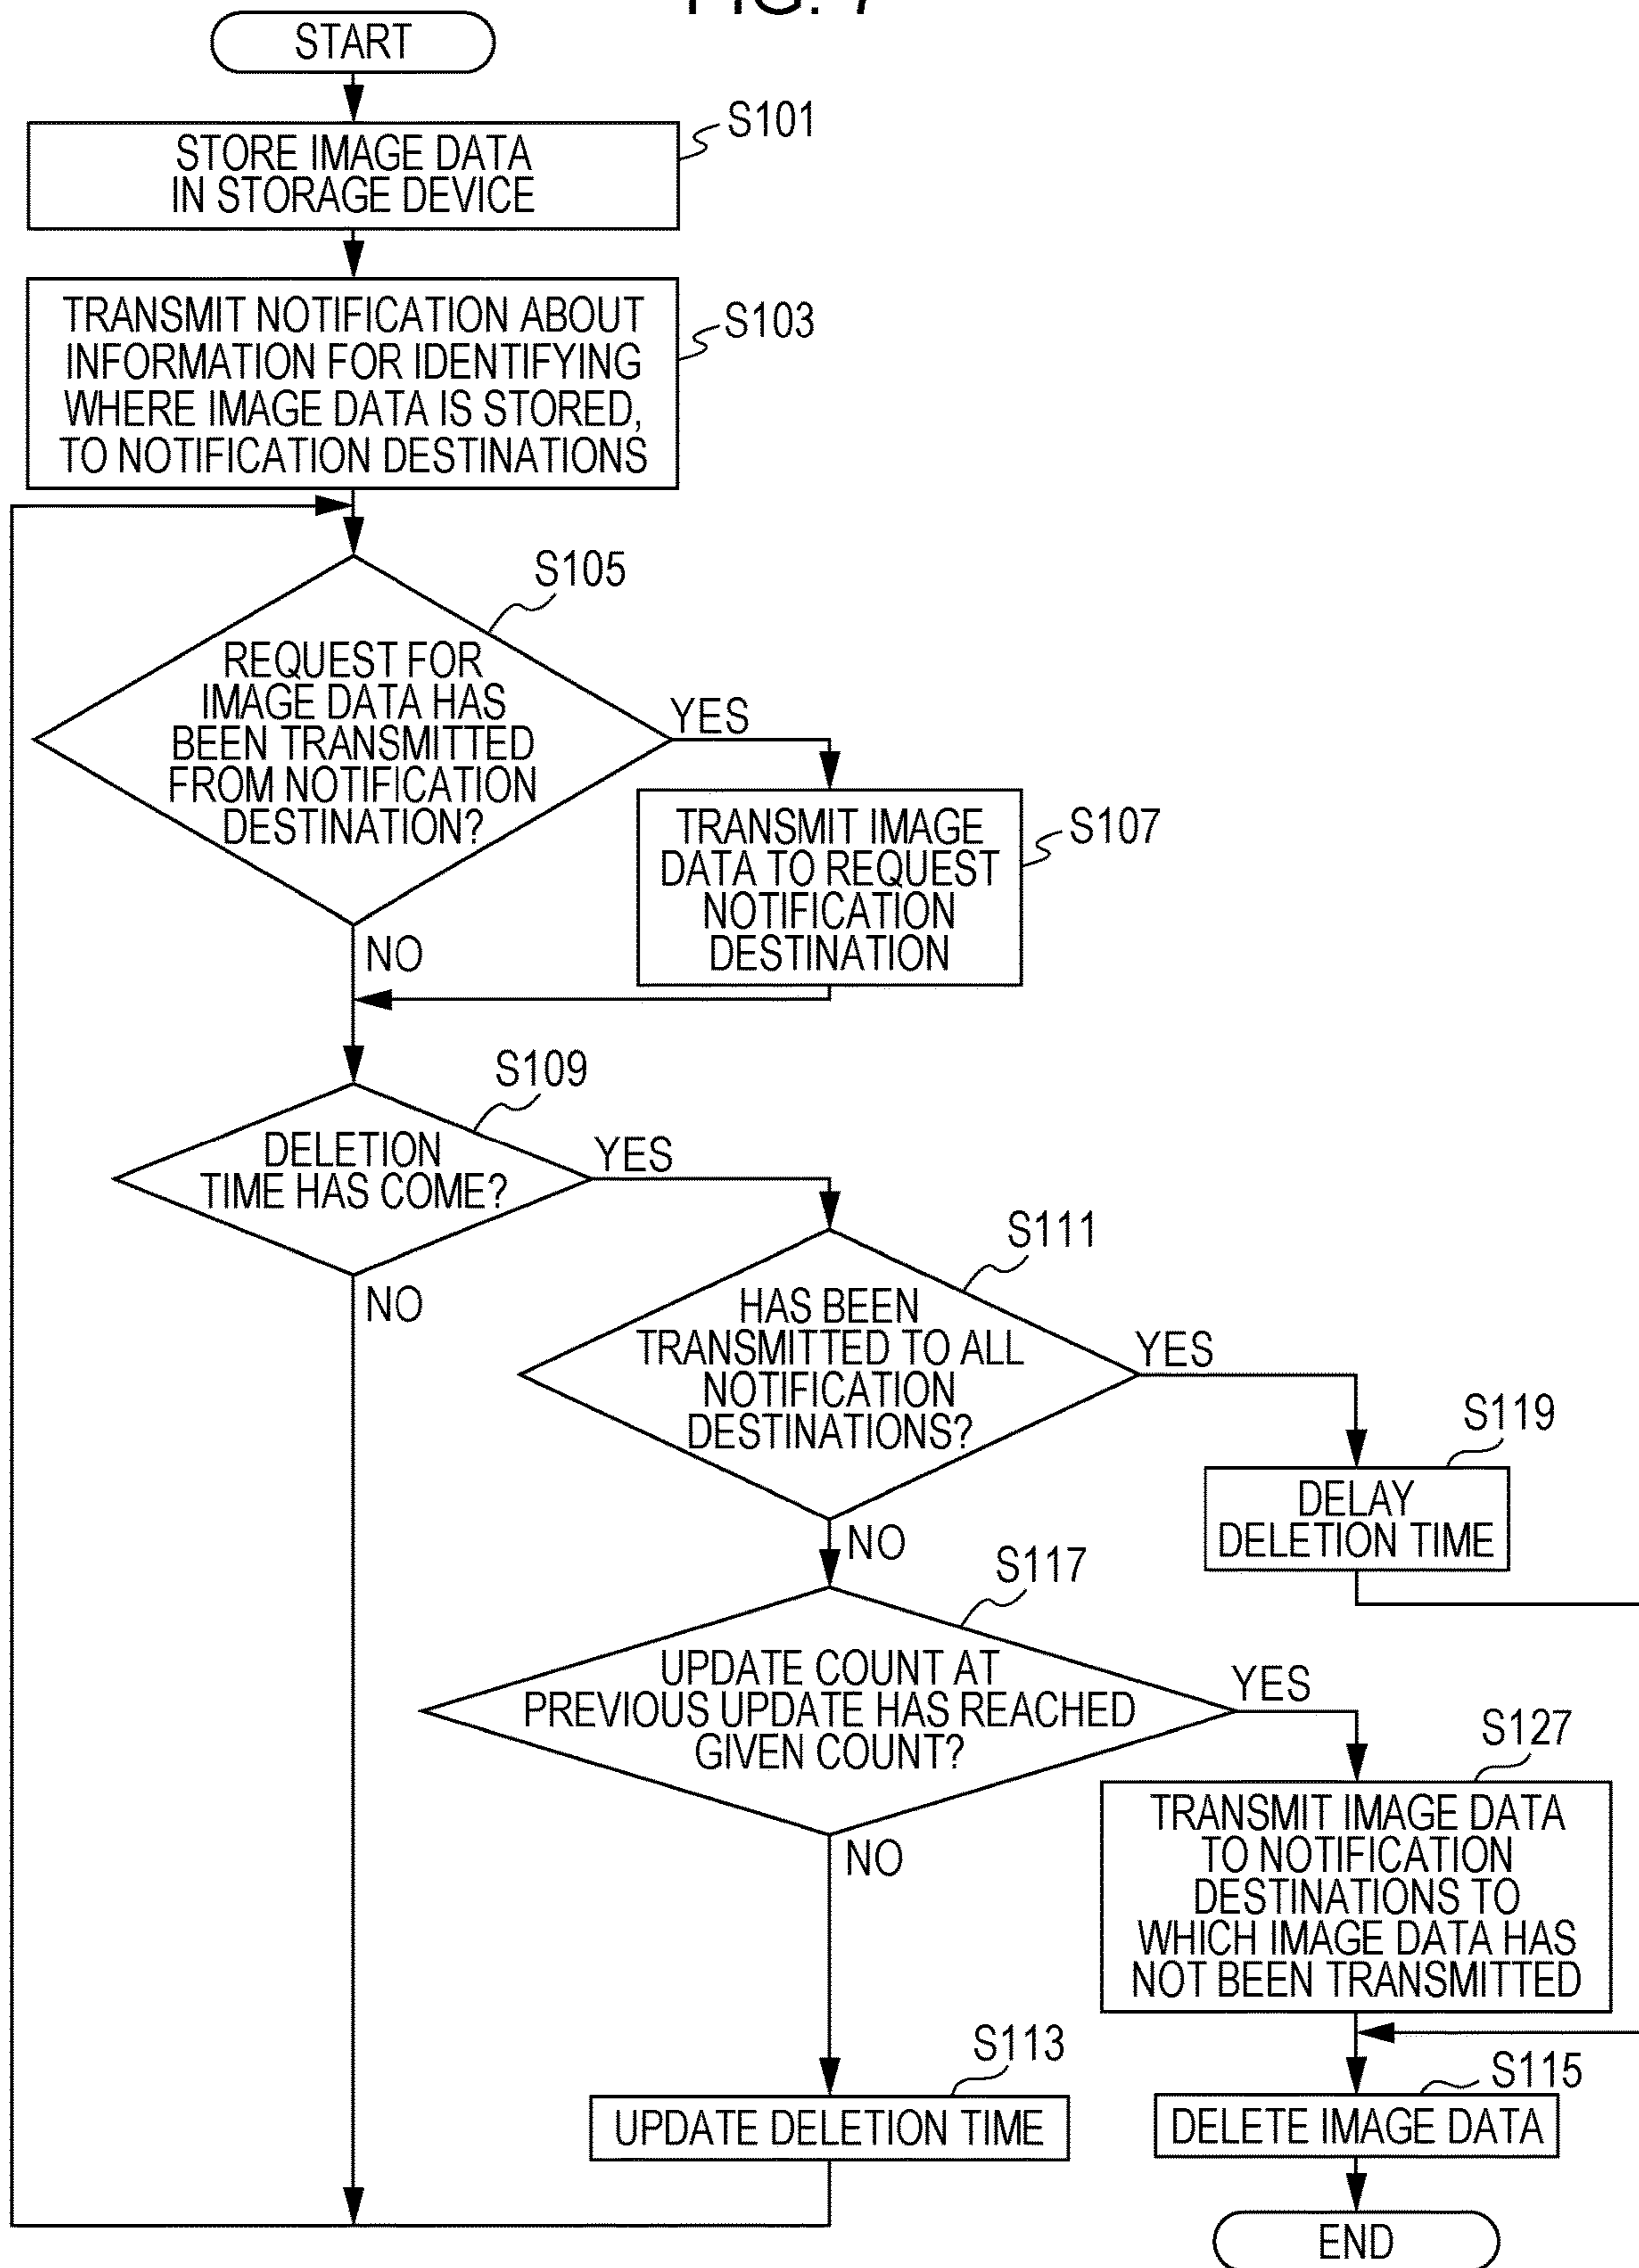 FIG. 7
START
S101
STORE IMAGE DATA
IN STORAGE DEVICE
S103
TRANSMIT NOTIFICATION ABOUT
INFORMATION FOR IDENTIFYING
WHERE IMAGE DATA IS STORED,
TO NOTIFICATION DESTINATIONS
S105
REQUEST FOR
IMAGE DATA HAS
BEEN TRANSMITTED
FROM NOTIFICATION
DESTINATION?
YES
S107
TRANSMIT IMAGE
DATA TO REQUEST
NOTIFICATION
DESTINATION
NO
S109
DELETION
TIME HAS COME?
YES
NO
S111
HAS BEEN
TRANSMITTED TO ALL
NOTIFICATION
DESTINATIONS?
YES
S119
DELAY
DELETION TIME
NO
S117
UPDATE COUNT AT
PREVIOUS UPDATE HAS REACHED
GIVEN COUNT?
YES
S127
TRANSMIT IMAGE DATA
TO NOTIFICATION
DESTINATIONS TO
WHICH IMAGE DATA HAS
NOT BEEN TRANSMITTED
NO
S113
UPDATE DELETION TIME
S115
DELETE IMAGE DATA
END